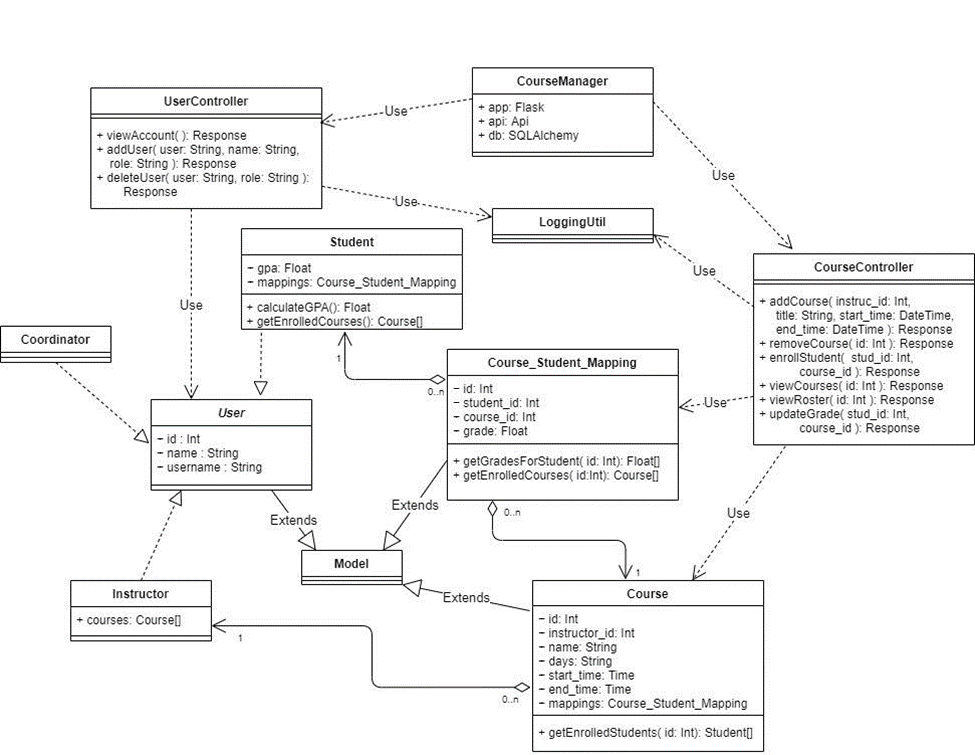 CourseManager
+ app: Flask
+ api: Api
+ db: SQLAlchemy
UserController
+ viewAccount( ): Response
+ addUser( user: String, name: String,
role: String ): Response
+ deleteUser( user: String, role: String ):
Response
Use
Use
Use
LoggingUtil
Student
− gpa: Float
− mappings: Course_Student_Mapping
+ calculateGPA(): Float
+ getEnrolledCourses(): Course[]
CourseController
+ addCourse( instruc_id: Int,
title: String, start_time: DateTime,
end_time: DateTime ): Response
+ removeCourse( id: Int ): Response
+ enrollStudent( stud_id: Int,
course_id ): Response
+ viewCourses( id: Int ): Response
+ viewRoster( id: Int ): Response
+ updateGrade( stud_id: Int,
course_id ): Response
Use
Use
Coordinator
1
0..n
Course_Student_Mapping
− id: Int
− student_id: Int
− course_id: Int
− grade: Float
+ getGradesForStudent( id: Int): Float[]
+ getEnrolledCourses( id:Int): Course[]
Use
User
− id : Int
− name : String
− username : String
Extends
Extends
0..n
Use
Model
1
Extends
Instructor
+ courses: Course[]
1
0..n
Course
− id: Int
− instructor_id: Int
− name: String
− days: String
− start_time: Time
− end_time: Time
− mappings: Course_Student_Mapping
+ getEnrolledStudents( id: Int): Student[]